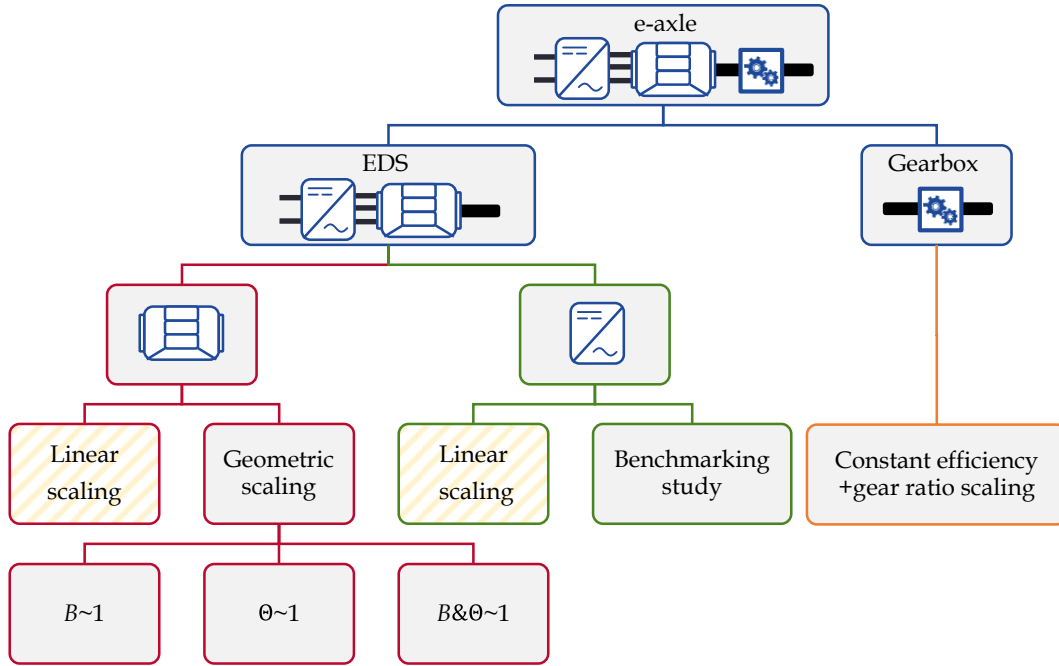 e-axle
EDS
Gearbox
Linear
scaling
Geometric
scaling
Linear
scaling
Benchmarking
study
Constant efficiency
+gear ratio scaling
B~1
Θ~1
B&Θ~1